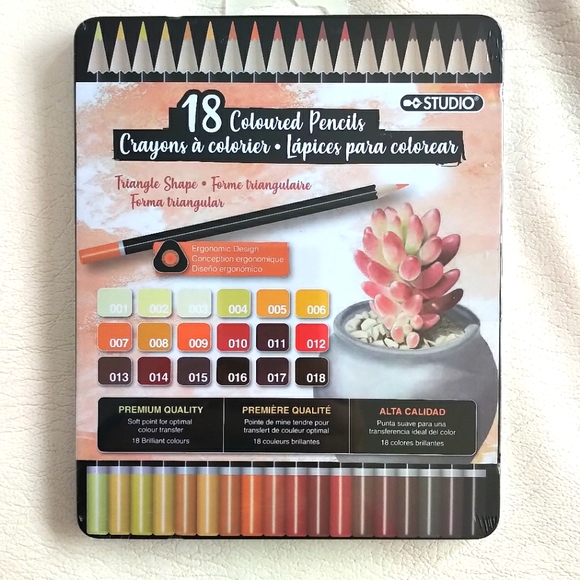 STUDIO
18 Coloured Pencils
Crayons à colorier • Lápices para colorear
Triangle Shape • Forme triangulaire
Forma triangular
Ergonomic Design
Conception ergonomique
Diseño ergonómico
001 002 003 004 005 006
007 008 009 010 011 012
013 014 015 016 017 018
PREMIUM QUALITY
Soft point for optimal
colour transfer
18 Brilliant colours
PREMIÈRE QUALITÉ
Pointe de mine tendre pour
transfert de couleur optimal
18 couleurs brillantes
ALTA CALIDAD
Punta suave para una
transferencia ideal del color
18 colores brillantes